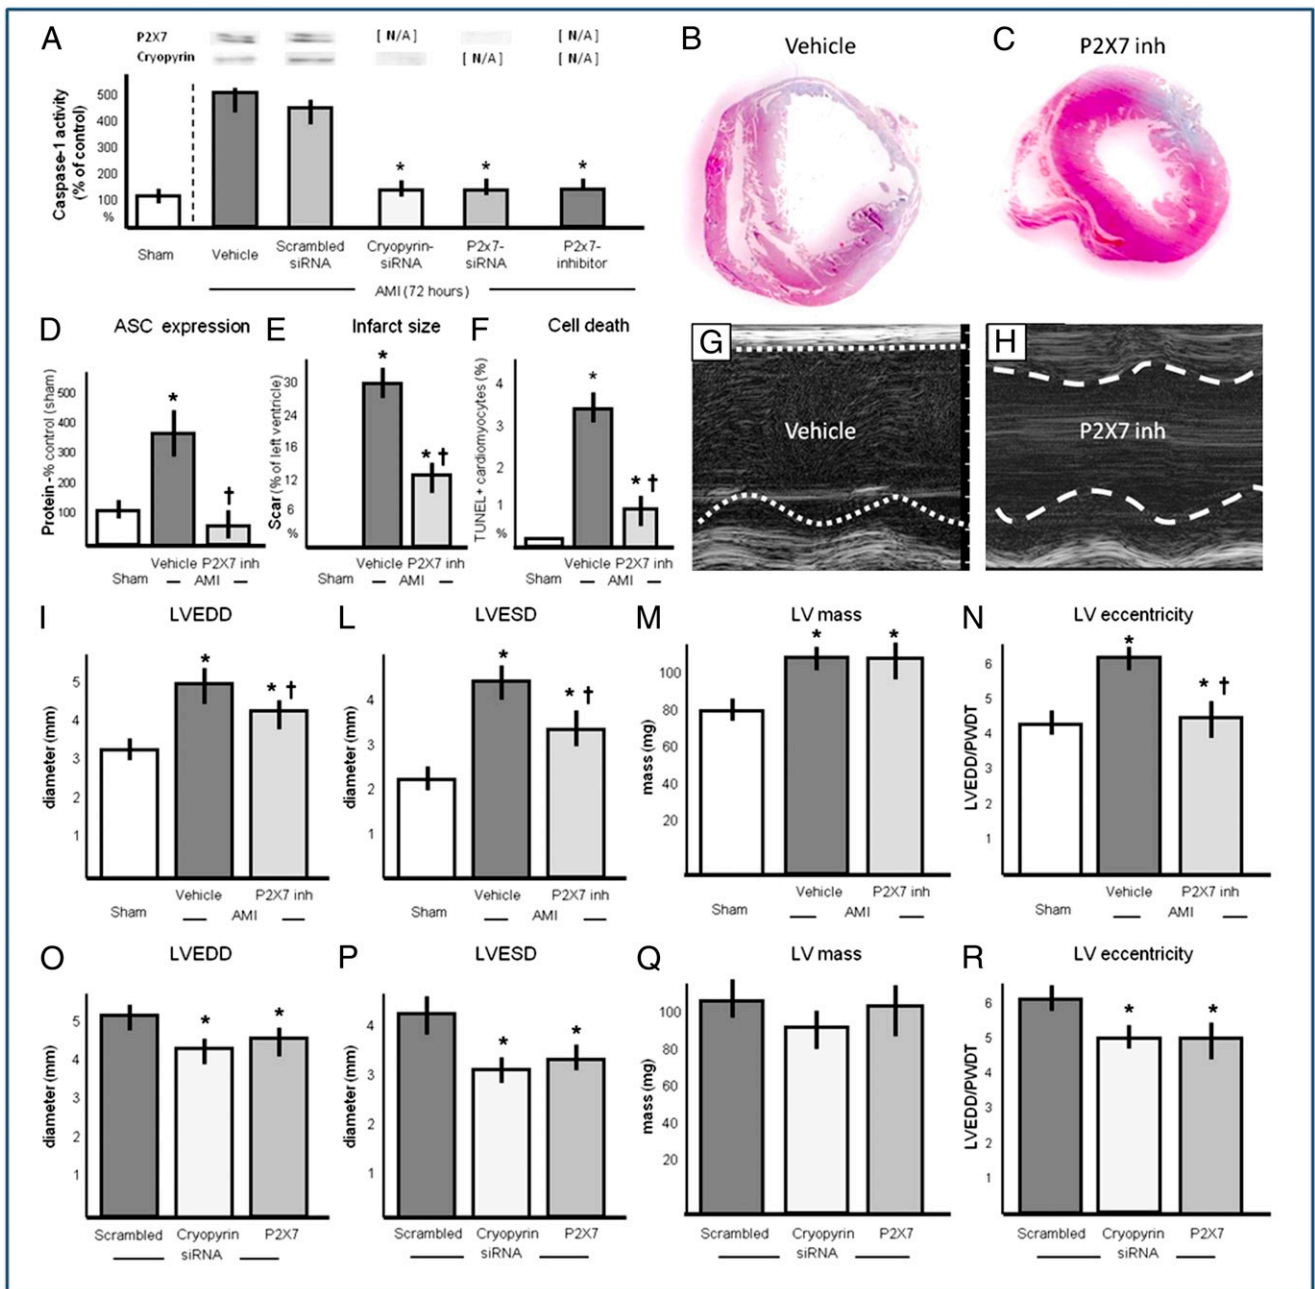 A
P2X7
[ N/A ]
[ N/A ]
Cryopyrin
[ N/A ]
[ N/A ]
Caspase-1 activity
(% of control)
500
400
300
200
100
%
Sham
Vehicle
Scrambled
siRNA
Cryopyrin-
siRNA
P2x7-
siRNA
P2x7-
inhibitor
* * *
AMI (72 hours)
B
Vehicle
C
P2X7 inh
D
ASC expression
Protein -% control (sham)
500
400
300
200
100
*
†
Vehicle P2X7 inh
Sham
AMI
E
Infarct size
Scar (% of left ventricle)
30
24
16
12
6
%
*
* †
Vehicle P2X7 inh
Sham
AMI
F
Cell death
TUNEL+ cardiomyocytes (%)
4
3
2
1
%
*
* †
Vehicle P2X7 inh
Sham
AMI
G
Vehicle
H
P2X7 inh
I
LVEDD
diameter (mm)
5
4
3
2
1
*
* †
Vehicle P2X7 inh
Sham
AMI
L
LVESD
diameter (mm)
4
3
2
1
*
* †
Vehicle P2X7 inh
Sham
AMI
M
LV mass
mass (mg)
100
80
60
40
20
* *
Vehicle P2X7 inh
Sham
AMI
N
LV eccentricity
LVEDD/PWDT
6
5
4
3
2
1
*
* †
Vehicle P2X7 inh
Sham
AMI
O
LVEDD
diameter (mm)
5
4
3
2
1
* *
Scrambled Cryopyrin P2X7
siRNA
P
LVESD
diameter (mm)
4
3
2
1
* *
Scrambled Cryopyrin P2X7
siRNA
Q
LV mass
mass (mg)
100
80
60
40
20
Scrambled Cryopyrin P2X7
siRNA
R
LV eccentricity
LVEDD/PWDT
6
5
4
3
2
1
* *
Scrambled Cryopyrin P2X7
siRNA